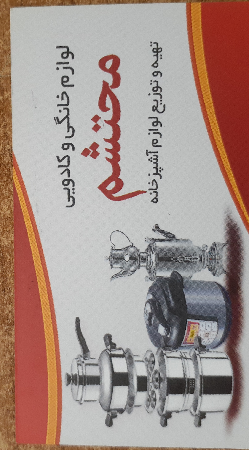 لوازم خانگی و کادویی
محتشم
تهیه و توزیع لوازم آشپزخانه